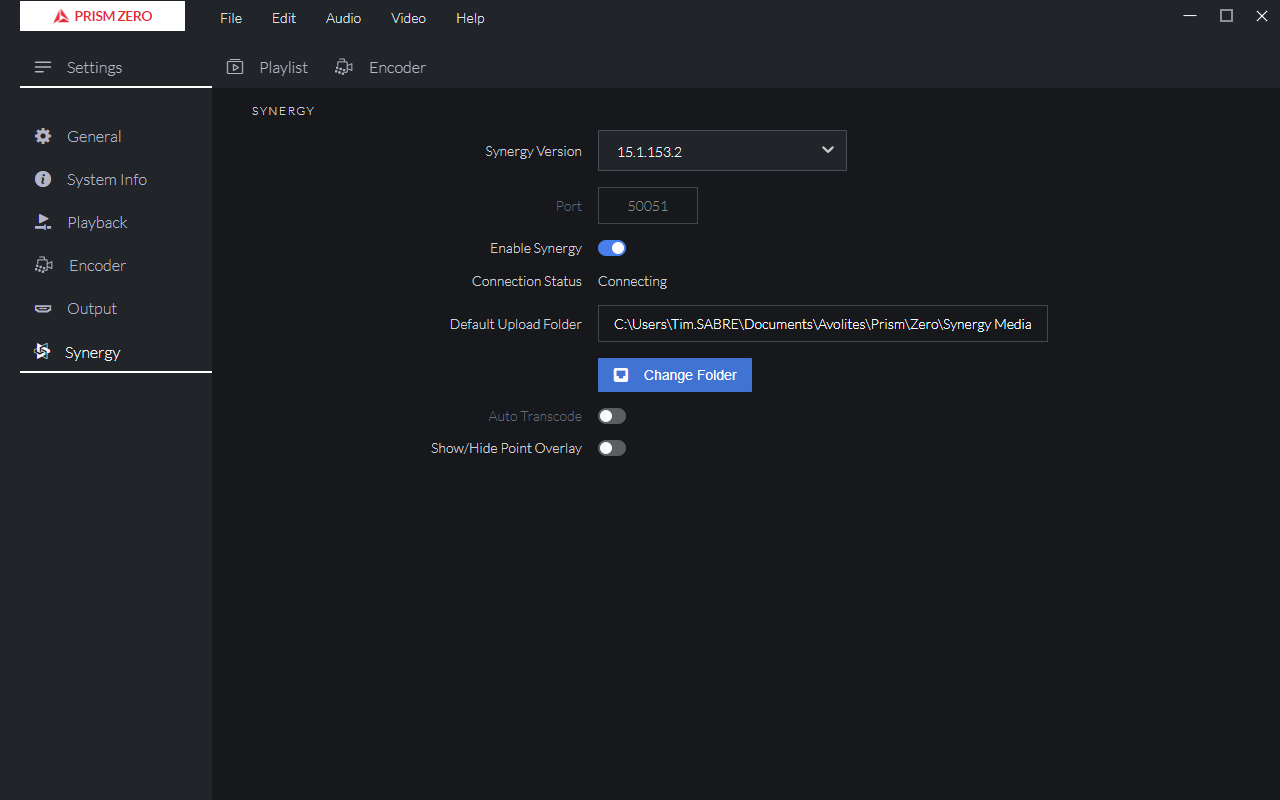 PRISM ZERO File Edit Audio Video Help
Settings Playlist Encoder
SYNERGY
General
System Info
Playback
Encoder
Output
Synergy
Synergy Version 15.1.153.2
Port 50051
Enable Synergy
Connection Status Connecting
Default Upload Folder C:\Users\Tim.SABRE\Documents\Avolites\Prism\Zero\Synergy Media
Change Folder
Auto Transcode
Show/Hide Point Overlay